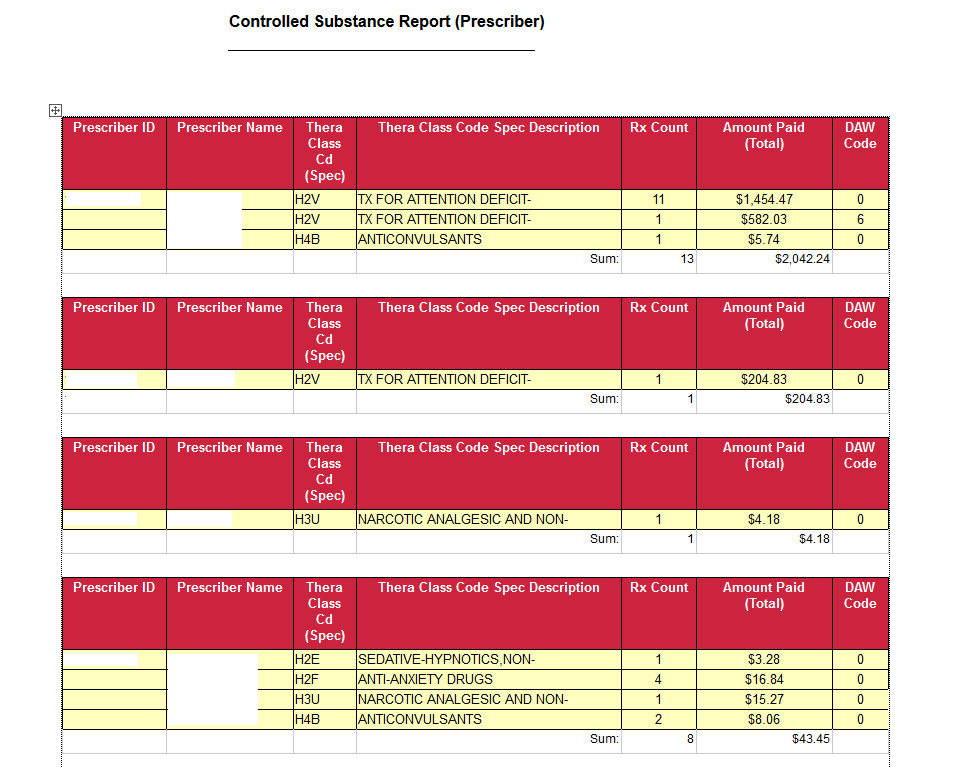 Controlled Substance Report (Prescriber)
Prescriber ID Prescriber Name Thera Class Cd (Spec) Thera Class Code Spec Description Rx Count Amount Paid (Total) DAW Code
H2V TX FOR ATTENTION DEFICIT- 11 $1,454.47 0
H2V TX FOR ATTENTION DEFICIT- 1 $582.03 6
H4B ANTICONVULSANTS 1 $5.74 0
Sum: 13 $2,042.24
Prescriber ID Prescriber Name Thera Class Cd (Spec) Thera Class Code Spec Description Rx Count Amount Paid (Total) DAW Code
H2V TX FOR ATTENTION DEFICIT- 1 $204.83 0
Sum: 1 $204.83
Prescriber ID Prescriber Name Thera Class Cd (Spec) Thera Class Code Spec Description Rx Count Amount Paid (Total) DAW Code
H3U NARCOTIC ANALGESIC AND NON- 1 $4.18 0
Sum: 1 $4.18
Prescriber ID Prescriber Name Thera Class Cd (Spec) Thera Class Code Spec Description Rx Count Amount Paid (Total) DAW Code
H2E SEDATIVE-HYPNOTICS,NON- 1 $3.28 0
H2F ANTI-ANXIETY DRUGS 4 $16.84 0
H3U NARCOTIC ANALGESIC AND NON- 1 $15.27 0
H4B ANTICONVULSANTS 2 $8.06 0
Sum: 8 $43.45